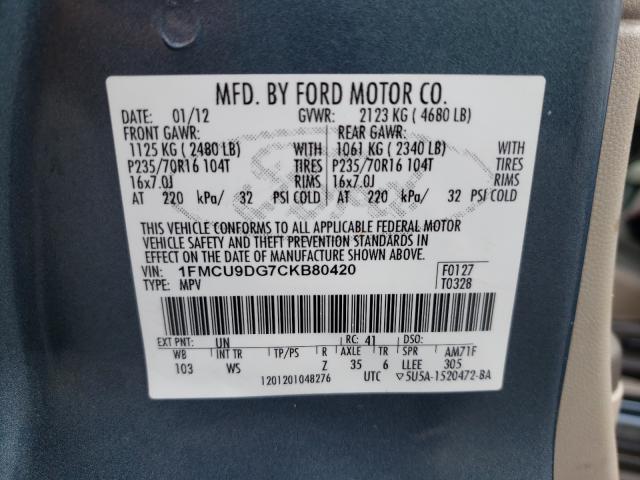 MFD. BY FORD MOTOR CO.
DATE: 01/12 GVWR: 2123 KG ( 4680 LB)
FRONT GAWR: REAR GAWR:
1125 KG ( 2480 LB) WITH 1061 KG ( 2340 LB) WITH
P235/70R16 104T TIRES P235/70R16 104T TIRES
16x7.0J RIMS 16x7.0J RIMS
AT 220 kPa/ 32 PSI COLD AT 220 kPa/ 32 PSI COLD
THIS VEHICLE CONFORMS TO ALL APPLICABLE FEDERAL MOTOR
VEHICLE SAFETY AND THEFT PREVENTION STANDARDS IN
EFFECT ON THE DATE OF MANUFACTURE SHOWN ABOVE.
VIN: 1FMCU9DG7CKB80420 F0127
TYPE: MPV T0328
EXT PNT: UN RC: 41 DSO:
WB INT TR TP/PS R AXLE TR SPR AM71F
103 WS Z 35 6 LLEE 305
1201201048276 UTC ▽5U5A-1520472-BA